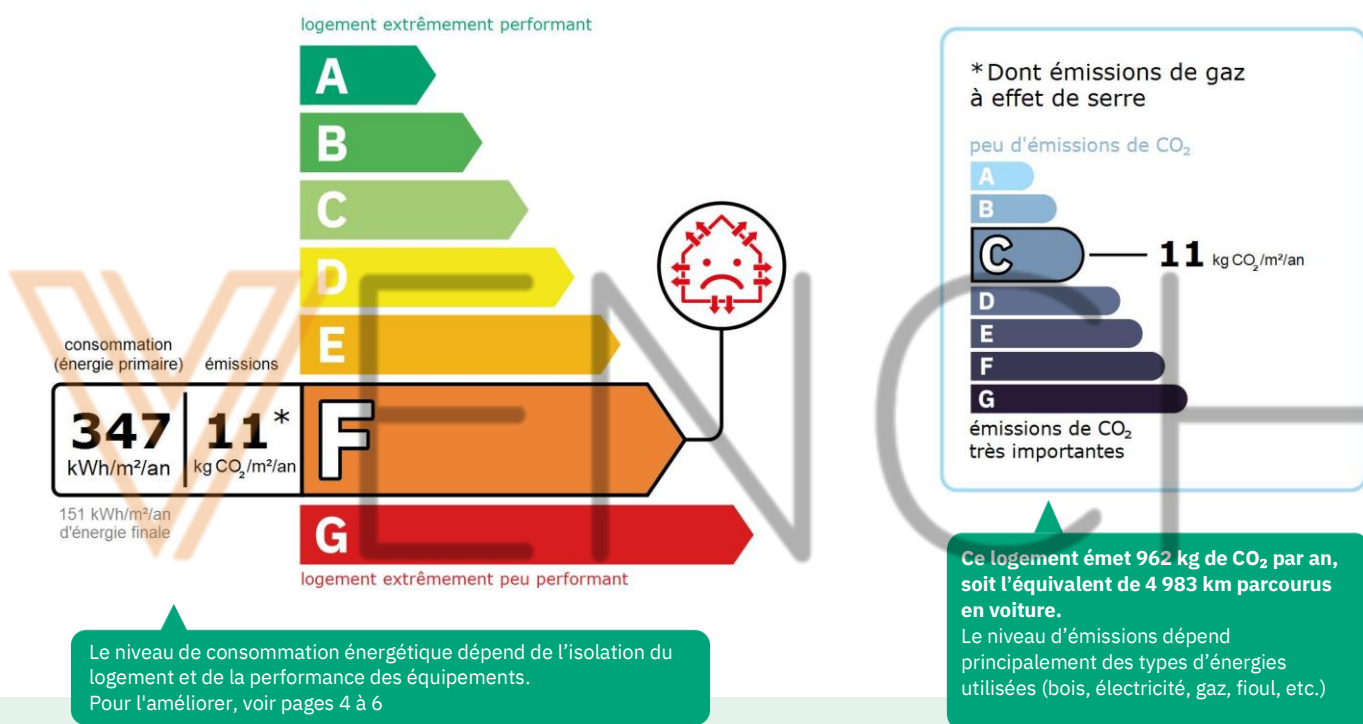 logement extrêmement performant
A
B
C
D
E
consommation
(énergie primaire)
émissions
347
kWh/m²/an
11*
kg CO₂/m²/an
F
151 kWh/m²/an
d'énergie finale
G
logement extrêmement peu performant
Le niveau de consommation énergétique dépend de l’isolation du
logement et de la performance des équipements.
Pour l'améliorer, voir pages 4 à 6
*Dont émissions de gaz
à effet de serre
peu d'émissions de CO₂
A
B
C
11 kg CO₂/m²/an
D
E
F
G
émissions de CO₂
très importantes
Ce logement émet 962 kg de CO₂ par an,
soit l’équivalent de 4 983 km parcourus
en voiture.
Le niveau d’émissions dépend
principalement des types d’énergies
utilisées (bois, électricité, gaz, fioul, etc.)
VENCH